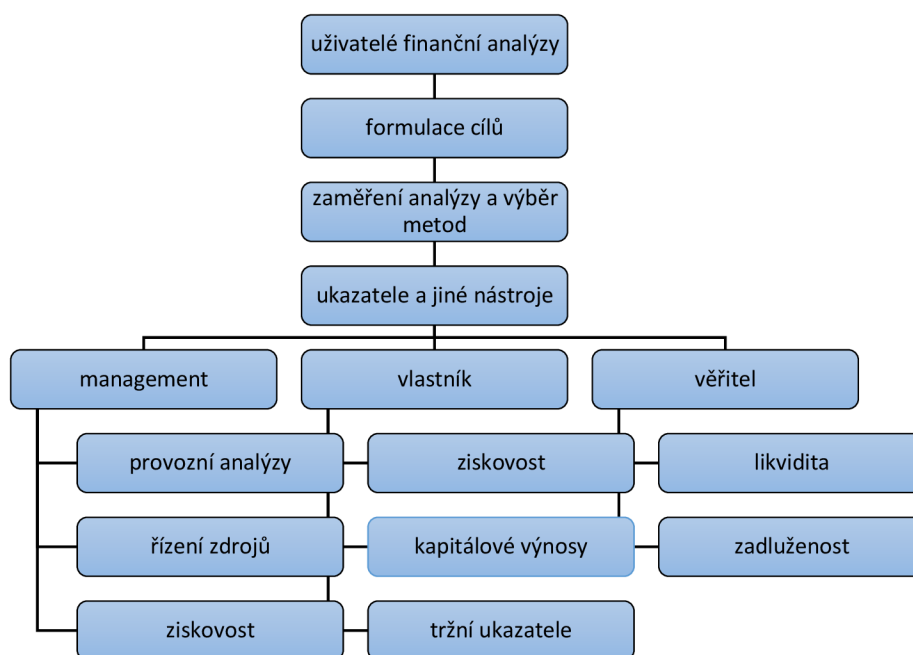 uživatelé finanční analýzy
formulace cílů
zaměření analýzy a výběr
metod
ukazatele a jiné nástroje
management
vlastník
věřitel
provozní analýzy
ziskovost
likvidita
řízení zdrojů
kapitálové výnosy
zadluženost
ziskovost
tržní ukazatele